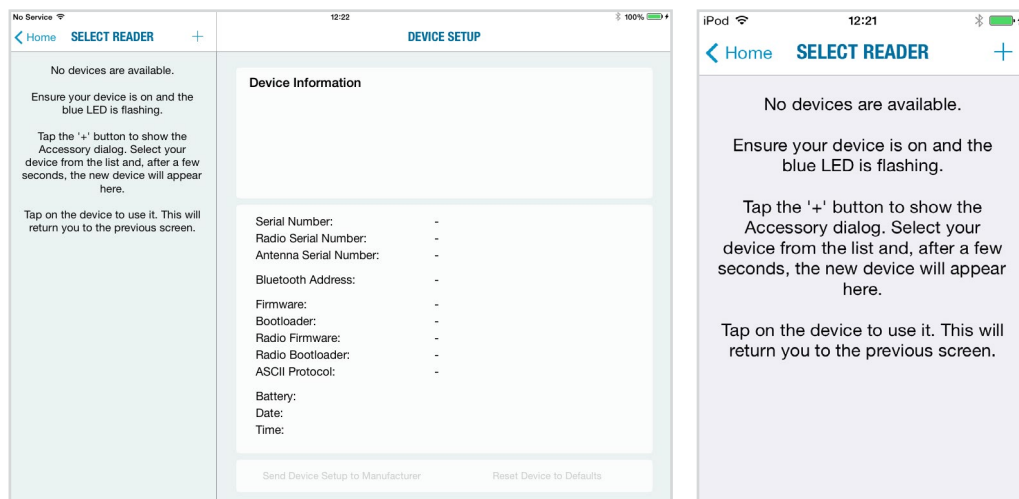 No Service 12:22 100%
Home SELECT READER + DEVICE SETUP
No devices are available.
Ensure your device is on and the
blue LED is flashing.
Tap the '+' button to show the
Accessory dialog. Select your
device from the list and, after a few
seconds, the new device will appear
here.
Tap on the device to use it. This will
return you to the previous screen.
Device Information
Serial Number: -
Radio Serial Number: -
Antenna Serial Number: -
Bluetooth Address: -
Firmware: -
Bootloader: -
Radio Firmware: -
Radio Bootloader: -
ASCII Protocol: -
Battery:
Date:
Time:
Send Device Setup to Manufacturer Reset Device to Defaults
iPod 12:21
Home SELECT READER +
No devices are available.
Ensure your device is on and the
blue LED is flashing.
Tap the '+' button to show the
Accessory dialog. Select your
device from the list and, after a few
seconds, the new device will appear
here.
Tap on the device to use it. This will
return you to the previous screen.